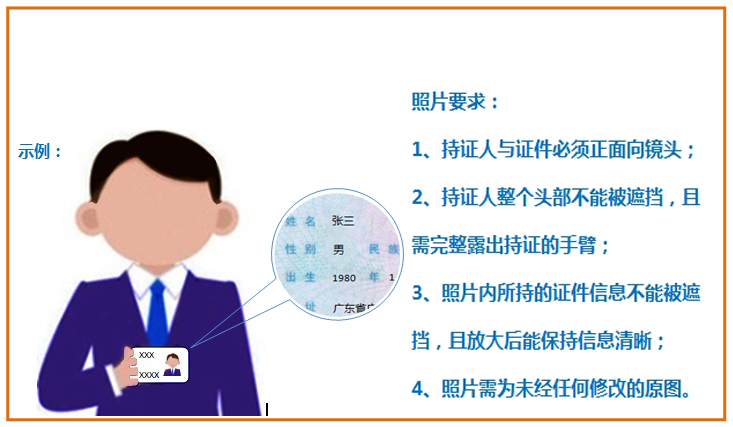 照片要求：
示例：
1、持证人与证件必须正面向镜头；
2、持证人整个头部不能被遮挡，且
需完整露出持证的手臂；
3、照片内所持的证件信息不能被遮
挡，且放大后能保持信息清晰；
4、照片需为未经任何修改的原图。
姓 名 张三
性 别 男 民 族
出 生 1980 年 1
址 广东省广
XXX
XXXX